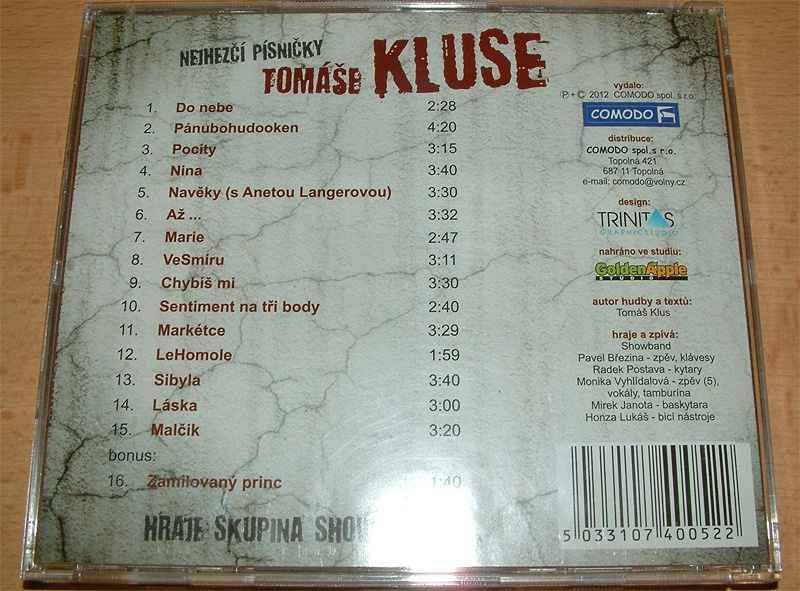 NEJHEZČÍ PÍSNIČKY
TOMÁŠE KLUSE
1. Do nebe 2:28
2. Pánubohudooken 4:20
3. Pocity 3:15
4. Nina 3:40
5. Navěky (s Anetou Langerovou) 3:30
6. Až ... 3:32
7. Marie 2:47
8. VeSmíru 3:11
9. Chybíš mi 3:30
10. Sentiment na tři body 2:40
11. Markétce 3:29
12. LeHomole 1:59
13. Sibyla 3:40
14. Láska 3:00
15. Malčik 3:20
bonus:
16. Zamilovaný princ 1:40
HRAJE SKUPINA
vydalo:
℗ + © 2012 COMODO spol. s r.o.
COMODO
distribuce:
COMODO spol.s r.o.
Topolná 421
687 11 Topolná
e-mail: comodo@volny.cz
design:
TRINITAS
GRAPHICSTUDIO
nahráno ve studiu:
GoldenApple
STUDIO
autor hudby a textů:
Tomáš Klus
hraje a zpívá:
Showband
Pavel Březina - zpěv, klávesy
Radek Postava - kytary
Monika Vyhlídalová - zpěv (5),
vokály, tamburína
Mirek Janota - baskytara
Honza Lukáš - bicí nástroje
5 033107 400522